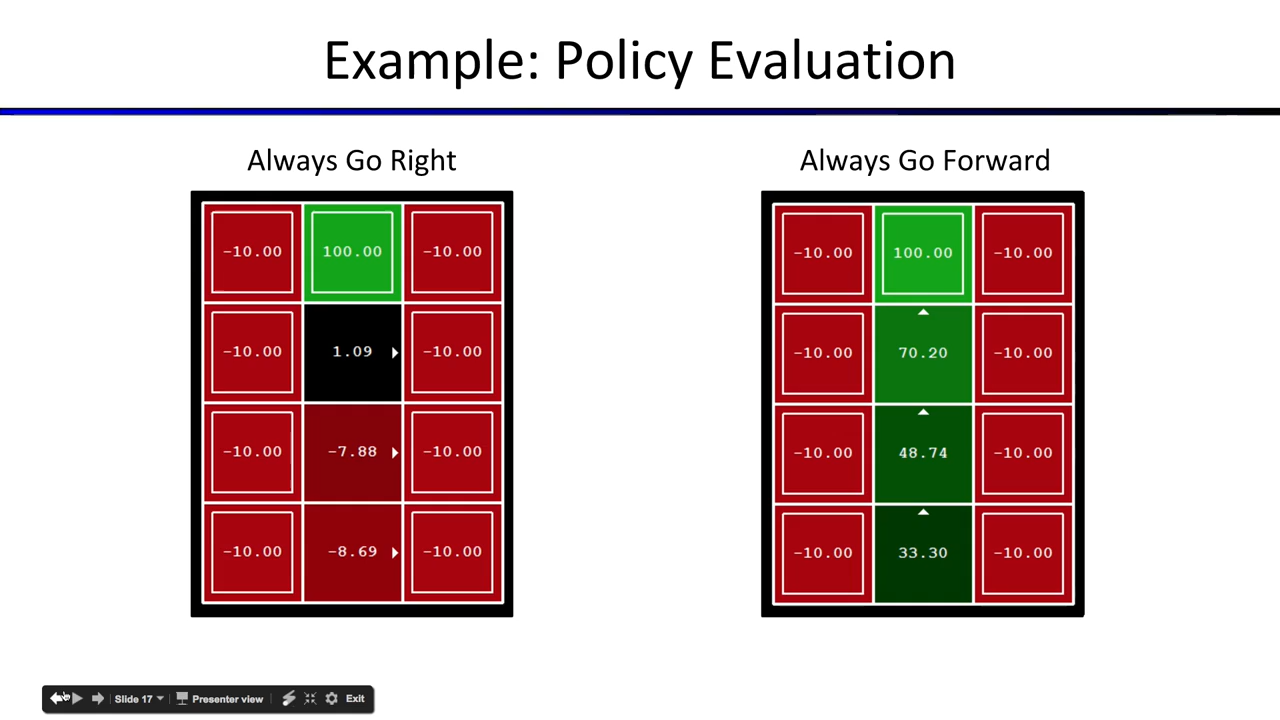 Example: Policy Evaluation
Always Go Right
-10.00 100.00 -10.00
-10.00 1.09 -10.00
-10.00 -7.88 -10.00
-10.00 -8.69 -10.00
Always Go Forward
-10.00 100.00 -10.00
-10.00 70.20 -10.00
-10.00 48.74 -10.00
-10.00 33.30 -10.00
Slide 17 Presenter view Exit